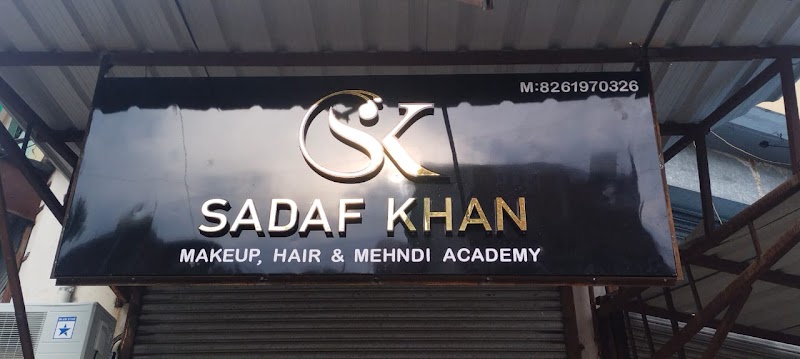 M:8261970326
SK
SADAF KHAN
MAKEUP, HAIR & MEHNDI ACADEMY